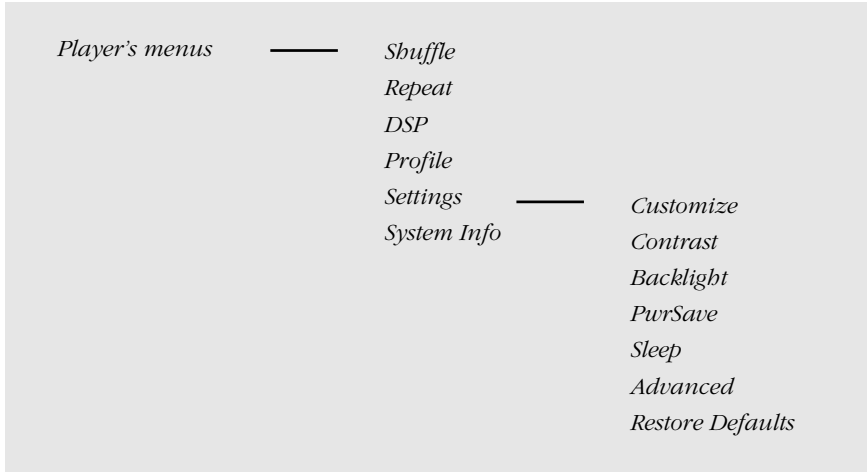 Player's menus
Shuffle
Repeat
DSP
Profile
Settings
System Info
Customize
Contrast
Backlight
PwrSave
Sleep
Advanced
Restore Defaults